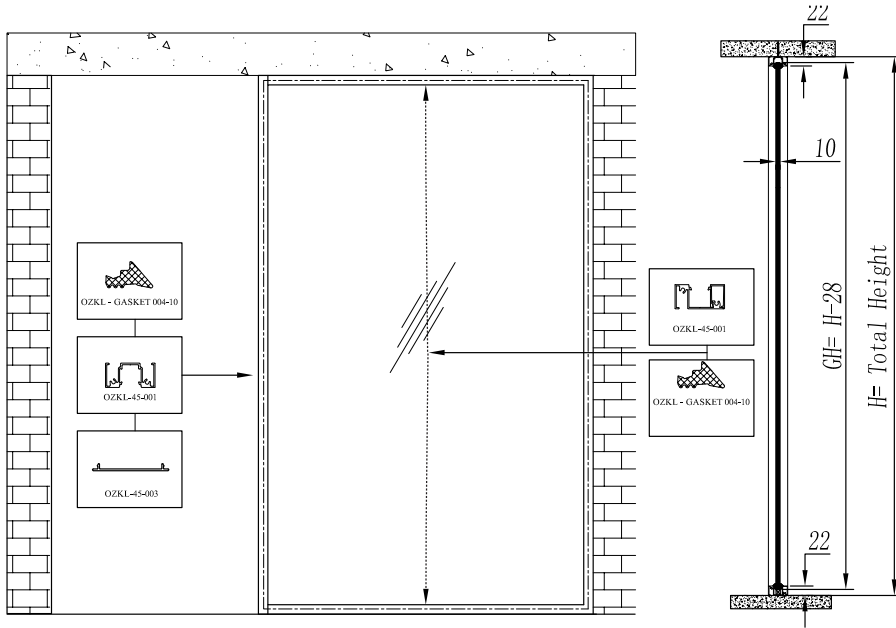 22
10
OZKL - GASKET 004-10
OZKL-45-001
OZKL-45-003
OZKL-45-001
OZKL - GASKET 004-10
GH= H-28
H= Total Height
22